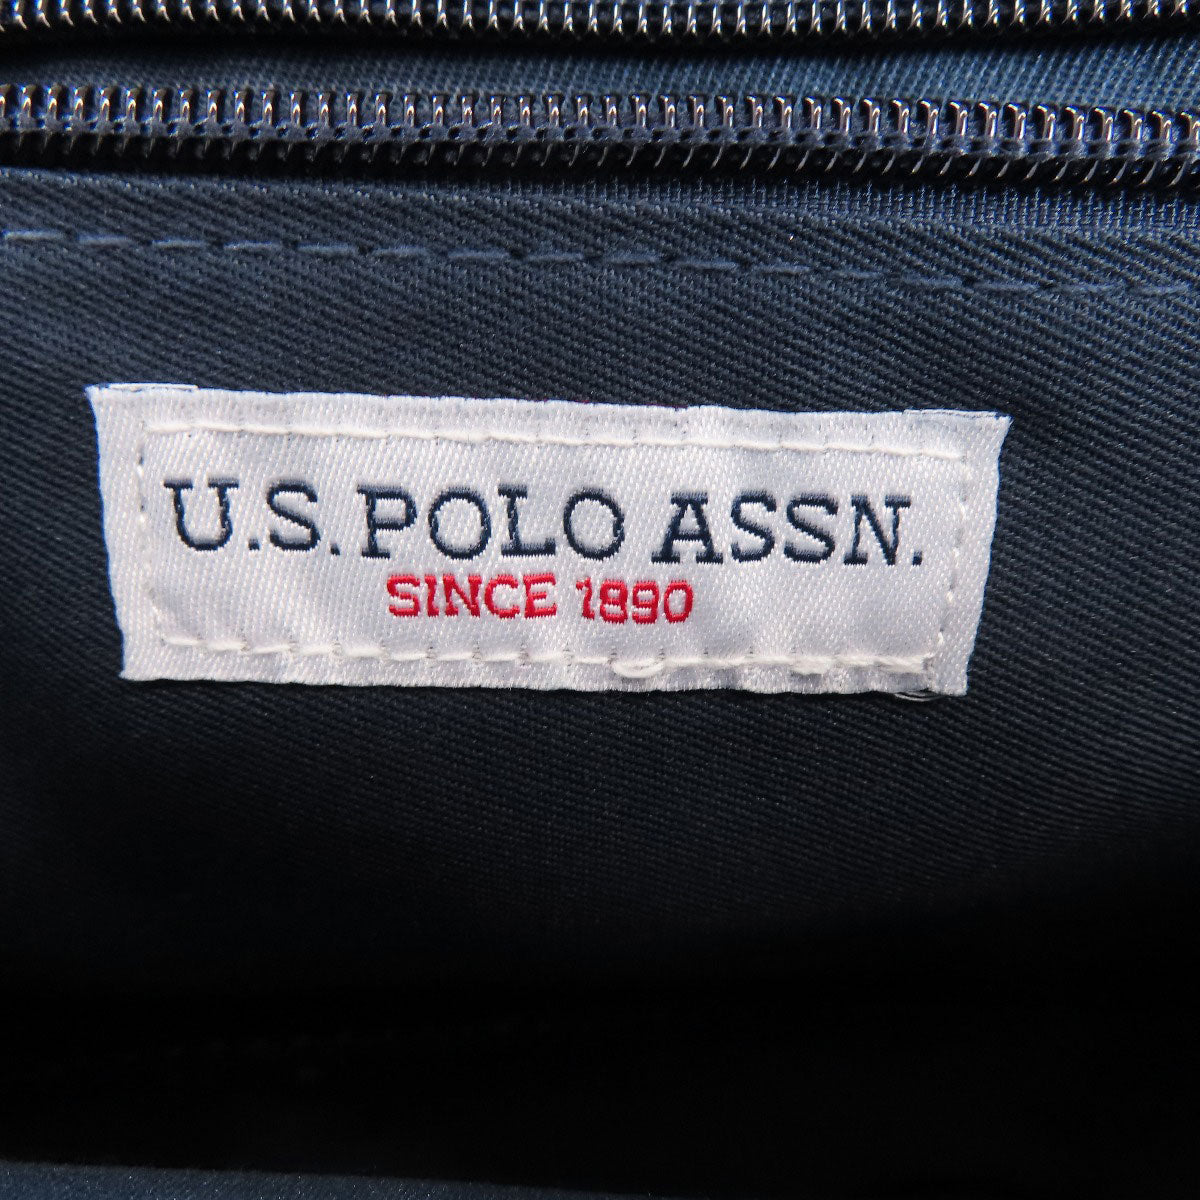 U.S. POLO ASSN.
SINCE 1890